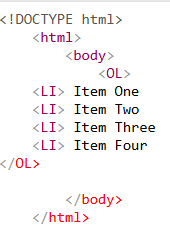 <!DOCTYPE html>
    <html>
        <body>
            <OL>
    <LI> Item One
    <LI> Item Two
    <LI> Item Three
    <LI> Item Four
</OL>

        </body>
    </html>